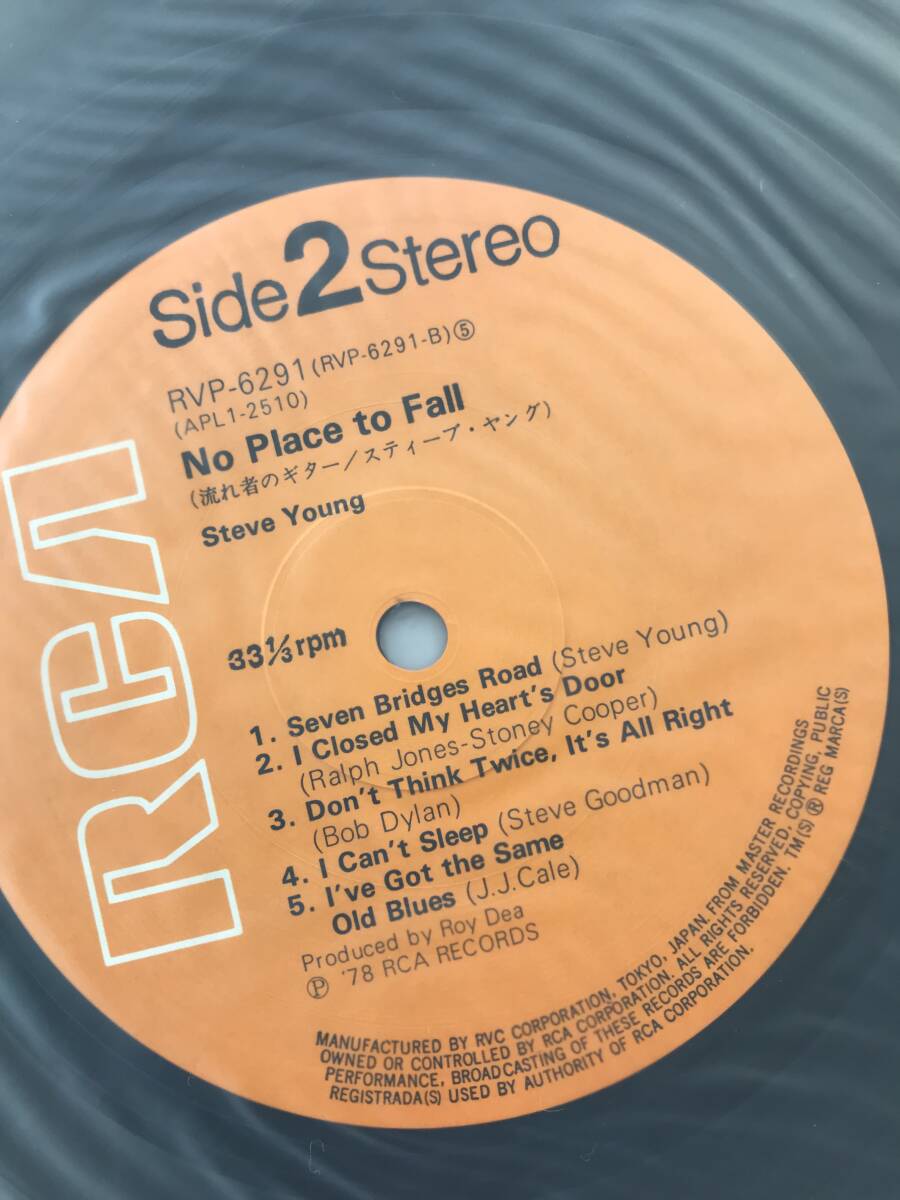 Side 2 Stereo
RVP-6291 (RVP-6291-B) ⑤
(APL1-2510)
No Place to Fall
(流れ者のギター/スティーブ・ヤング)
Steve Young
RCA
33 1/3 rpm
1. Seven Bridges Road (Steve Young)
2. I Closed My Heart's Door
(Ralph Jones-Stoney Cooper)
3. Don't Think Twice, It's All Right
(Bob Dylan)
4. I Can't Sleep (Steve Goodman)
5. I've Got the Same
Old Blues (J.J.Cale)
Produced by Roy Dea
Ⓟ '78 RCA RECORDS
MANUFACTURED BY RVC CORPORATION, TOKYO, JAPAN. FROM MASTER RECORDINGS
OWNED OR CONTROLLED BY RCA CORPORATION. ALL RIGHTS RESERVED, COPYING, PUBLIC
PERFORMANCE, BROADCASTING OF THESE RECORDS ARE FORBIDDEN. TM(S) ® REG MARCA(S)
REGISTRADA(S) USED BY AUTHORITY OF RCA CORPORATION.